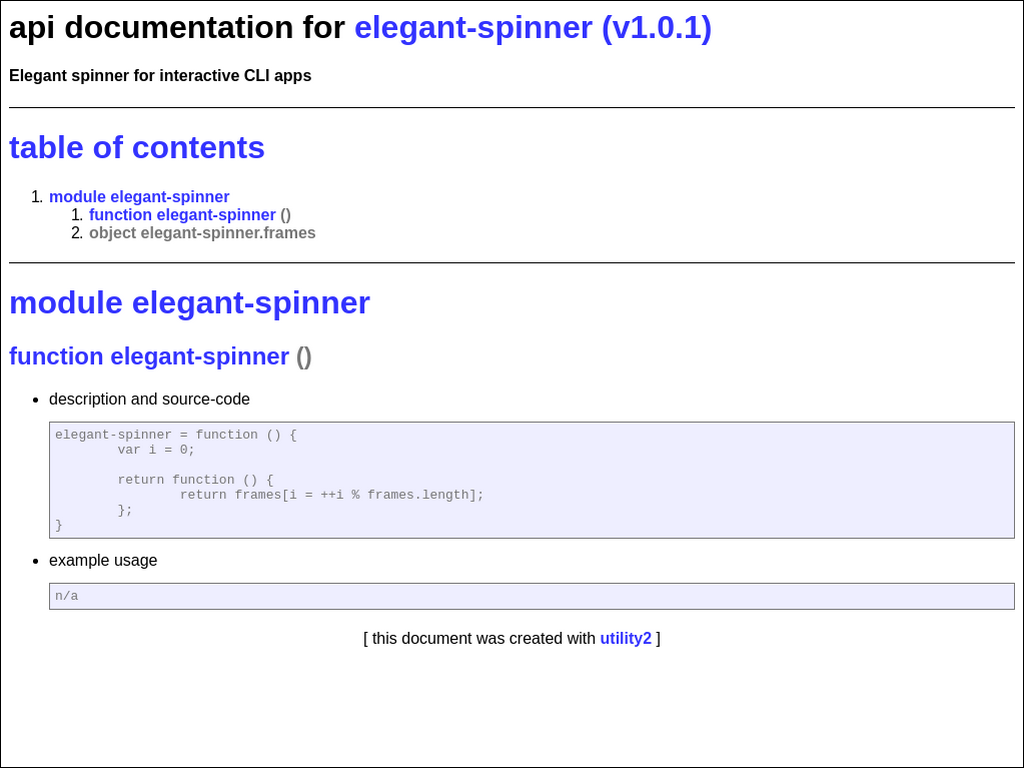 api documentation for elegant-spinner (v1.0.1)
Elegant spinner for interactive CLI apps
table of contents
1. module elegant-spinner
1. function elegant-spinner ()
2. object elegant-spinner.frames
module elegant-spinner
function elegant-spinner ()
• description and source-code
elegant-spinner = function () {
        var i = 0;
        return function () {
                return frames[i = ++i % frames.length];
        };
}
• example usage
n/a
[ this document was created with utility2 ]